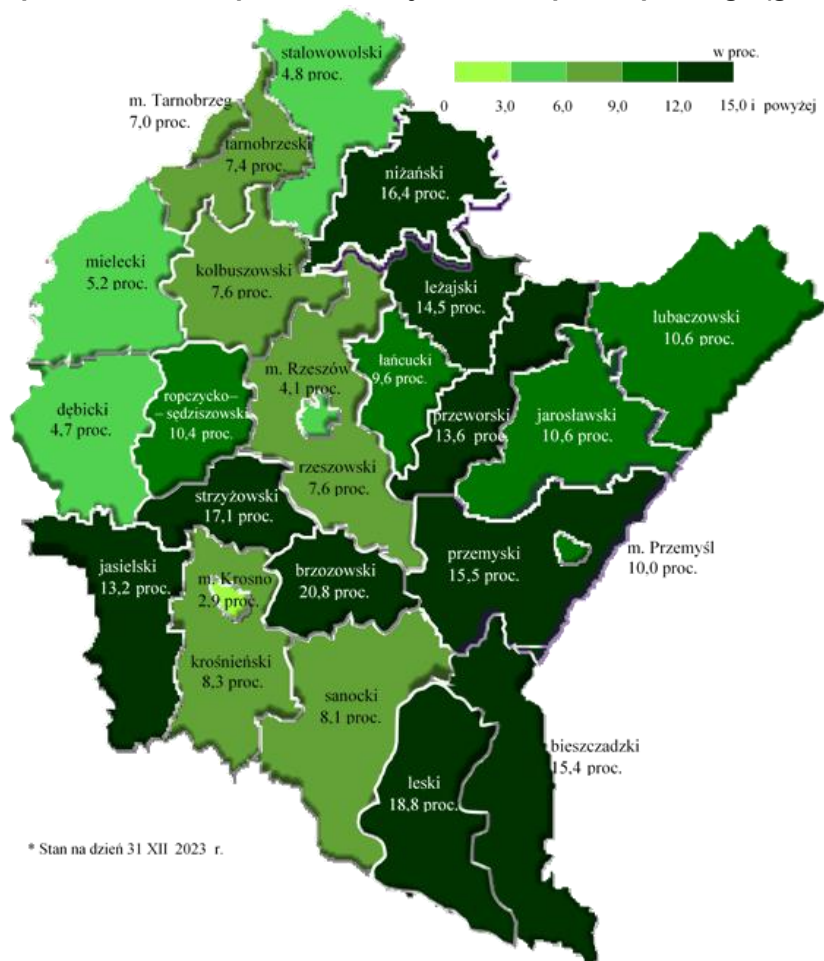 w proc.
0 3,0 6,0 9,0 12,0 15,0 i powyżej
stalowowolski
4,8 proc.
m. Tarnobrzeg
7,0 proc.
tarnobrzeski
7,4 proc.
niżański
16,4 proc.
mielecki
5,2 proc.
kolbuszowski
7,6 proc.
leżajski
14,5 proc.
lubaczowski
10,6 proc.
m. Rzeszów
4,1 proc.
łańcucki
9,6 proc.
ropczycko–
– sędziszowski
10,4 proc.
dębicki
4,7 proc.
przeworski
13,6 proc.
jarosławski
10,6 proc.
rzeszowski
7,6 proc.
strzyżowski
17,1 proc.
przemyski
15,5 proc.
m. Przemyśl
10,0 proc.
jasielski
13,2 proc.
m. Krosno
2,9 proc.
brzozowski
20,8 proc.
krośnieński
8,3 proc.
sanocki
8,1 proc.
bieszczadzki
15,4 proc.
leski
18,8 proc.
* Stan na dzień 31 XII 2023 r.